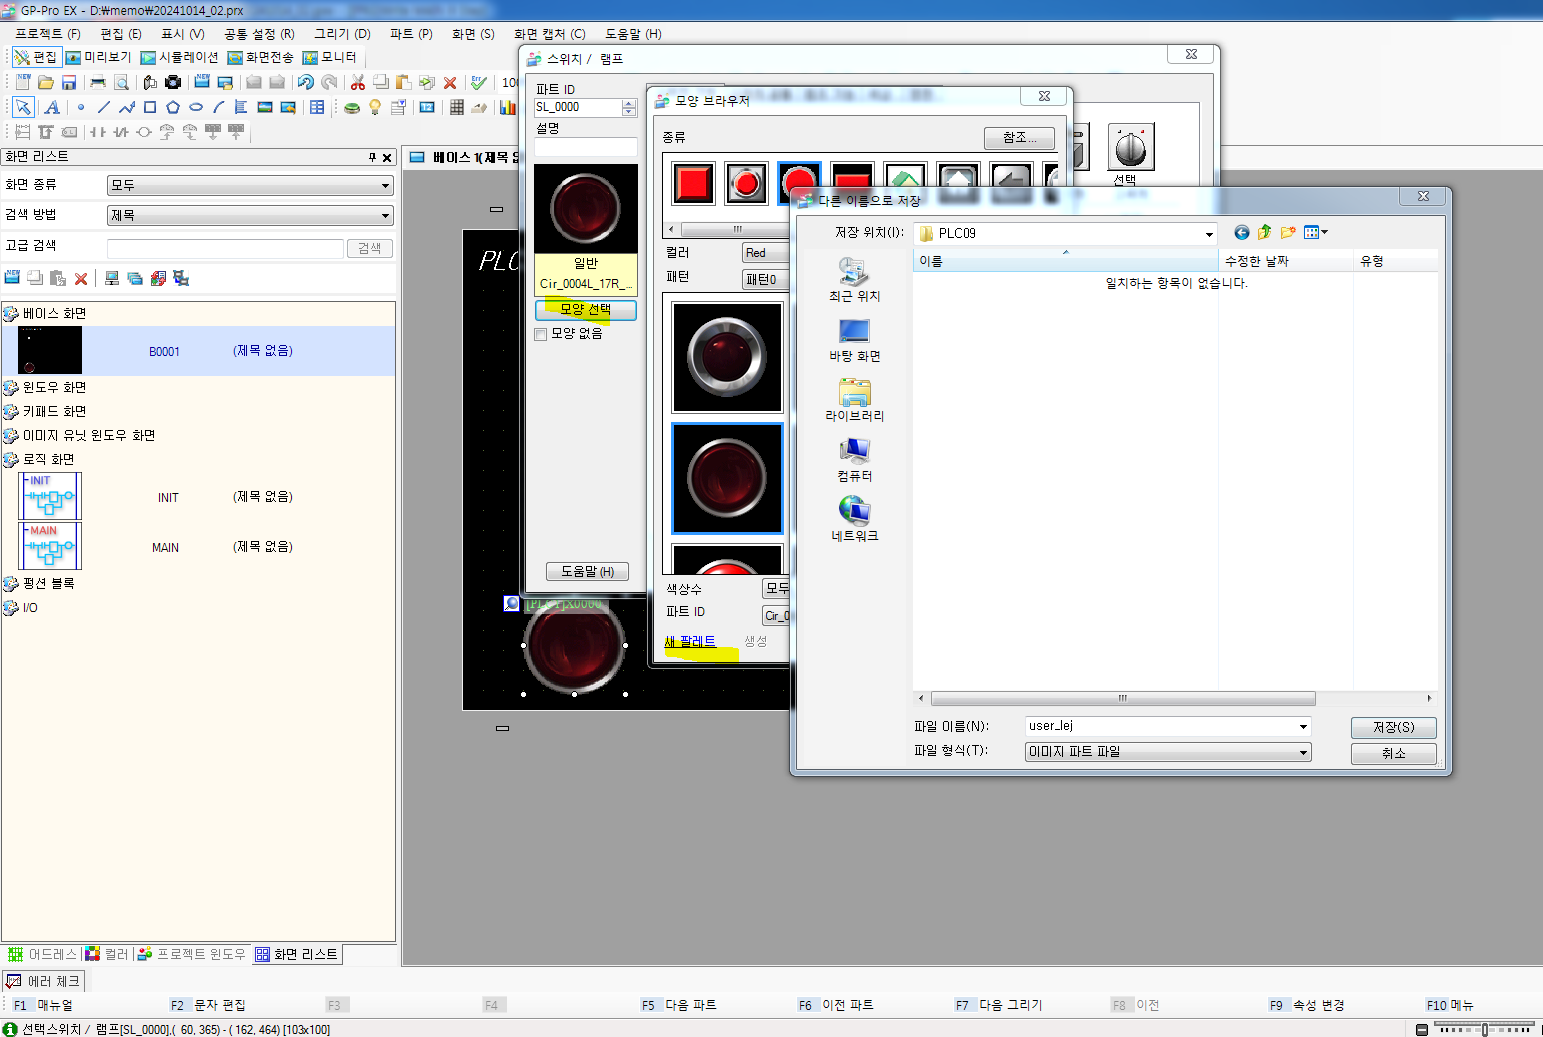 GP-Pro EX - D:₩memo₩20241014_02.prx
프로젝트 (F) 편집 (E) 표시 (V) 공통 설정 (R) 그리기 (D) 파트 (P) 화면 (S) 화면 캡처 (C) 도움말 (H)
편집 미리보기 시뮬레이션 화면전송 모니터
화면 리스트
화면 종류 모두
검색 방법 제목
고급 검색 검색
베이스 화면
B0001 (제목 없음)
윈도우 화면
키패드 화면
이미지 유닛 윈도우 화면
로직 화면
INIT
INIT (제목 없음)
MAIN
MAIN (제목 없음)
펑션 블록
I/O
어드레스 컬러 프로젝트 윈도우 화면 리스트
에러 체크
베이스 1(제목 없
PLC
스위치 / 램프
파트 ID
SL_0000
설명
일반
Cir_0004L_17R_...
모양 선택
모양 없음
도움말 (H)
선택
[PLC1]X0000
모양 브라우저
종류 참조...
컬러 Red
패턴 패턴0
색상수 모두
파트 ID Cir_0
새 팔레트 생성
다른 이름으로 저장
저장 위치(I): PLC09
이름 수정한 날짜 유형
일치하는 항목이 없습니다.
최근 위치
바탕 화면
라이브러리
컴퓨터
네트워크
파일 이름(N): user_lej 저장(S)
파일 형식(T): 이미지 파트 파일 취소
F1 매뉴얼 F2 문자 편집 F3 F4 F5 다음 파트 F6 이전 파트 F7 다음 그리기 F8 이전 F9 속성 변경 F10 메뉴
선택스위치 / 램프[SL_0000],( 60, 365) - ( 162, 464) [103x100]